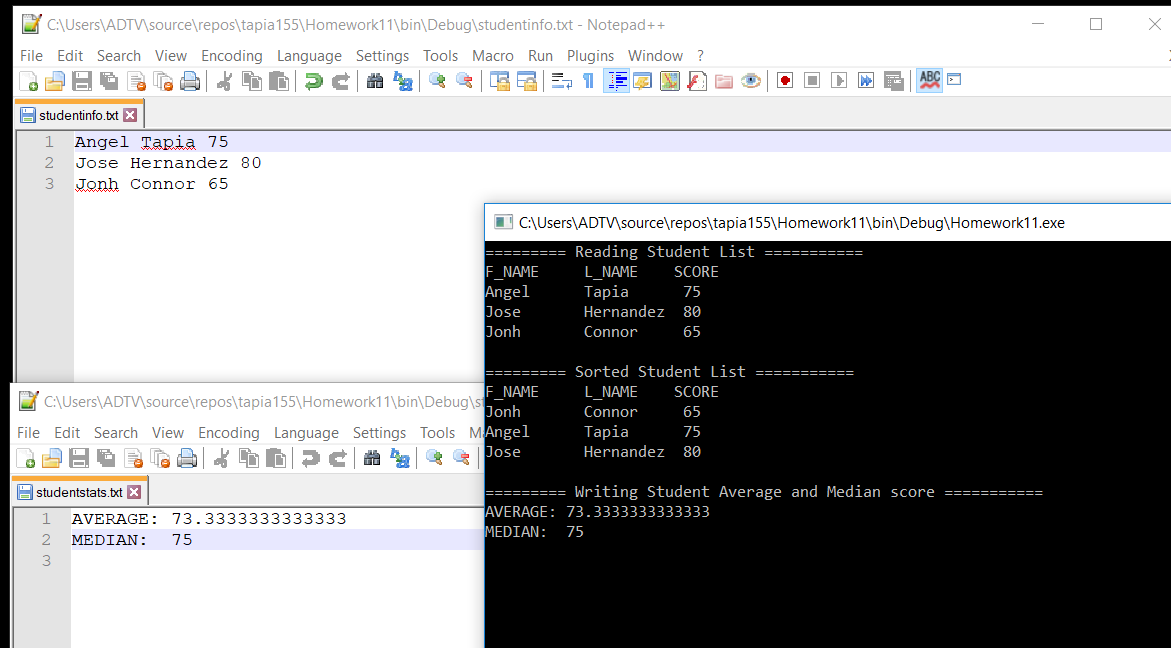 C:\Users\ADTV\source\repos\tapia155\Homework11\bin\Debug\studentinfo.txt - Notepad++
File Edit Search View Encoding Language Settings Tools Macro Run Plugins Window ?
ABC
studentinfo.txt
1 Angel Tapia 75
2 Jose Hernandez 80
3 Jonh Connor 65
C:\Users\ADTV\source\repos\tapia155\Homework11\bin\Debug\Homework11.exe
========= Reading Student List ===========
F_NAME L_NAME SCORE
Angel Tapia 75
Jose Hernandez 80
Jonh Connor 65
========= Sorted Student List ===========
F_NAME L_NAME SCORE
Jonh Connor 65
Angel Tapia 75
Jose Hernandez 80
========= Writing Student Average and Median score ===========
AVERAGE: 73.3333333333333
MEDIAN: 75
C:\Users\ADTV\source\repos\tapia155\Homework11\bin\Debug\s
File Edit Search View Encoding Language Settings Tools M
studentstats.txt
1 AVERAGE: 73.3333333333333
2 MEDIAN: 75
3